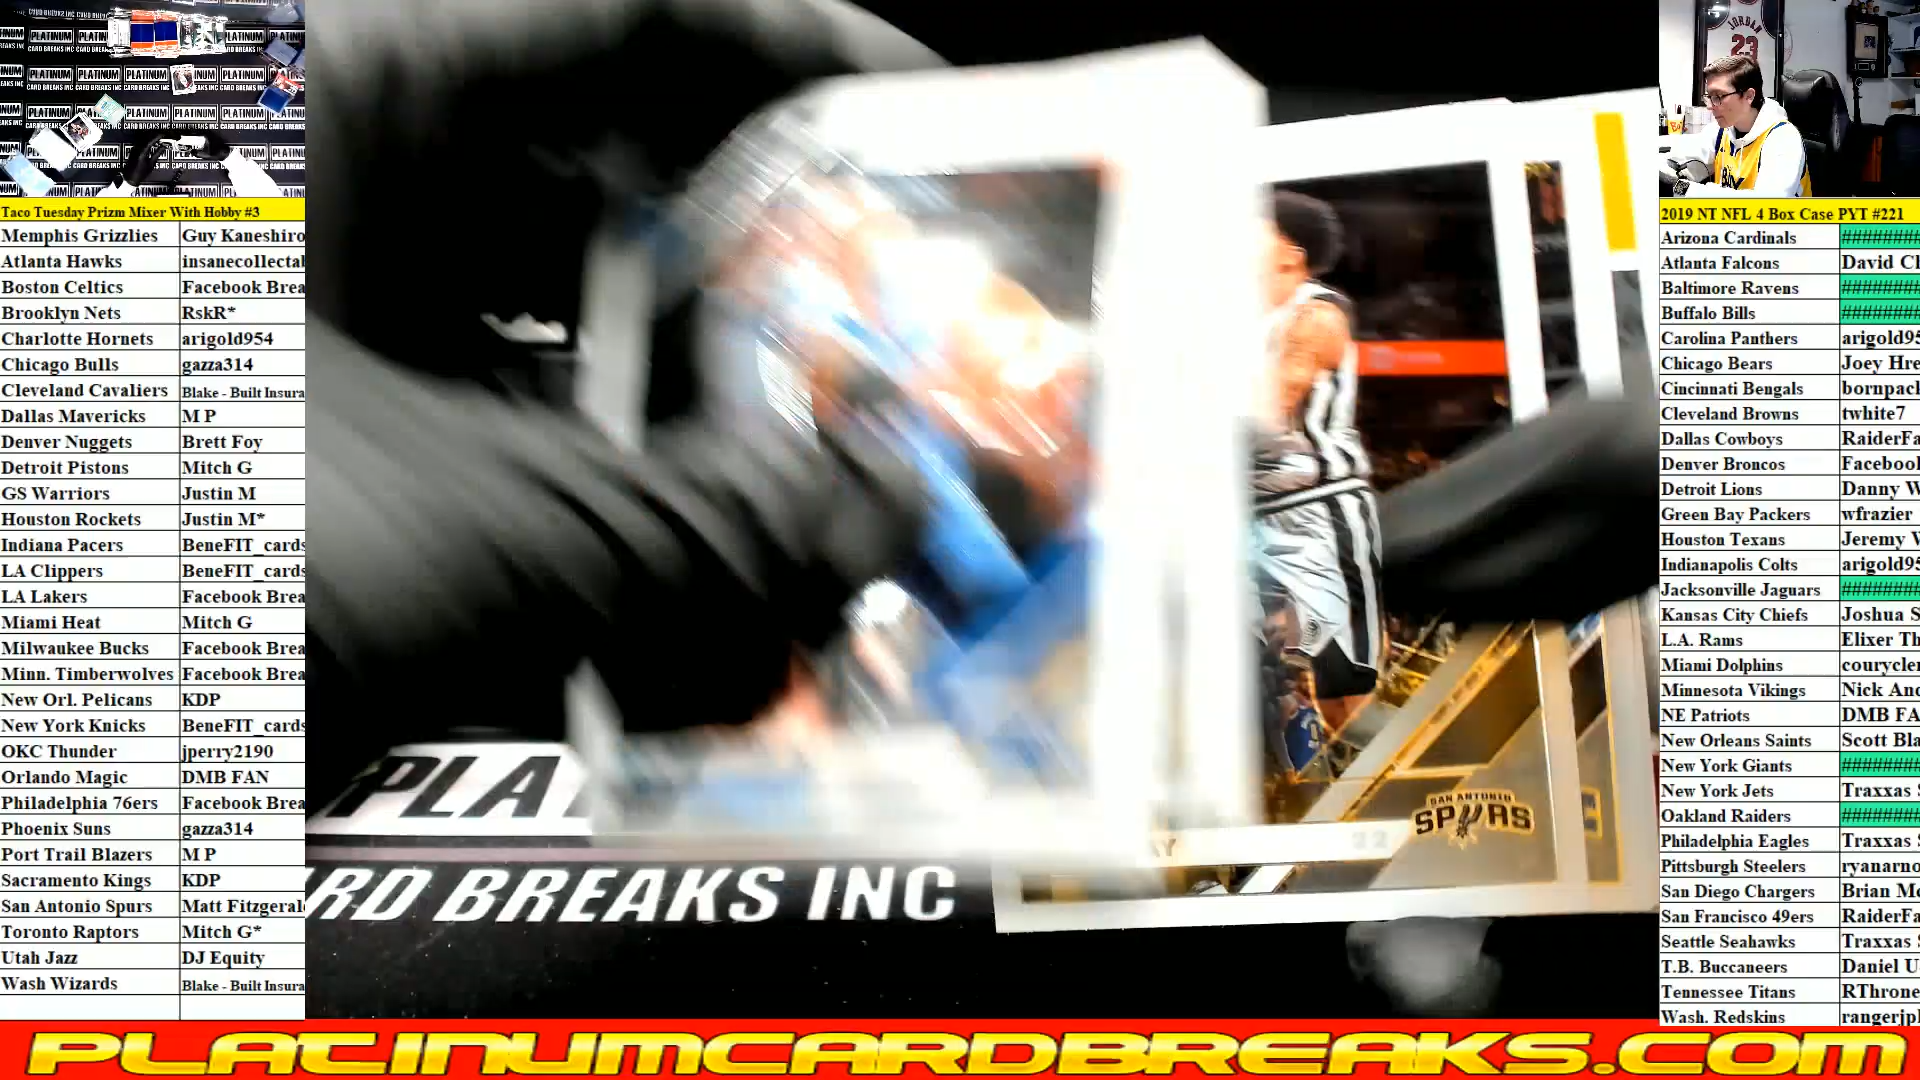 Taco Tuesday Prizm Mixer With Hobby #3
Memphis Grizzlies Guy Kaneshiro
Atlanta Hawks insanecollectal
Boston Celtics Facebook Brea
Brooklyn Nets RskR*
Charlotte Hornets arigold954
Chicago Bulls gazza314
Cleveland Cavaliers Blake - Built Insura
Dallas Mavericks M P
Denver Nuggets Brett Foy
Detroit Pistons Mitch G
GS Warriors Justin M
Houston Rockets Justin M*
Indiana Pacers BeneFIT_cards
LA Clippers BeneFIT_cards
LA Lakers Facebook Brea
Miami Heat Mitch G
Milwaukee Bucks Facebook Brea
Minn. Timberwolves Facebook Brea
New Orl. Pelicans KDP
New York Knicks BeneFIT_cards
OKC Thunder jperry2190
Orlando Magic DMB FAN
Philadelphia 76ers Facebook Brea
Phoenix Suns gazza314
Port Trail Blazers M P
Sacramento Kings KDP
San Antonio Spurs Matt Fitzgeral
Toronto Raptors Mitch G*
Utah Jazz DJ Equity
Wash Wizards Blake - Built Insura
PLA
RD BREAKS INC
SAN ANTONIO
SPURS
22
JORDAN
23
2019 NT NFL 4 Box Case PYT #221
Arizona Cardinals #########
Atlanta Falcons David Cl
Baltimore Ravens #########
Buffalo Bills #########
Carolina Panthers arigold95
Chicago Bears Joey Hre
Cincinnati Bengals bornpack
Cleveland Browns twhite7
Dallas Cowboys RaiderFa
Denver Broncos Facebool
Detroit Lions Danny W
Green Bay Packers wfrazier
Houston Texans Jeremy W
Indianapolis Colts arigold95
Jacksonville Jaguars #########
Kansas City Chiefs Joshua S
L.A. Rams Elixer Th
Miami Dolphins courycler
Minnesota Vikings Nick And
NE Patriots DMB FA
New Orleans Saints Scott Bla
New York Giants #########
New York Jets Traxxas S
Oakland Raiders #########
Philadelphia Eagles Traxxas S
Pittsburgh Steelers ryanarno
San Diego Chargers Brian Mc
San Francisco 49ers RaiderFa
Seattle Seahawks Traxxas S
T.B. Buccaneers Daniel U
Tennessee Titans RThrone
Wash. Redskins rangerjpl
PLATINUMCARDBREAKS.COM